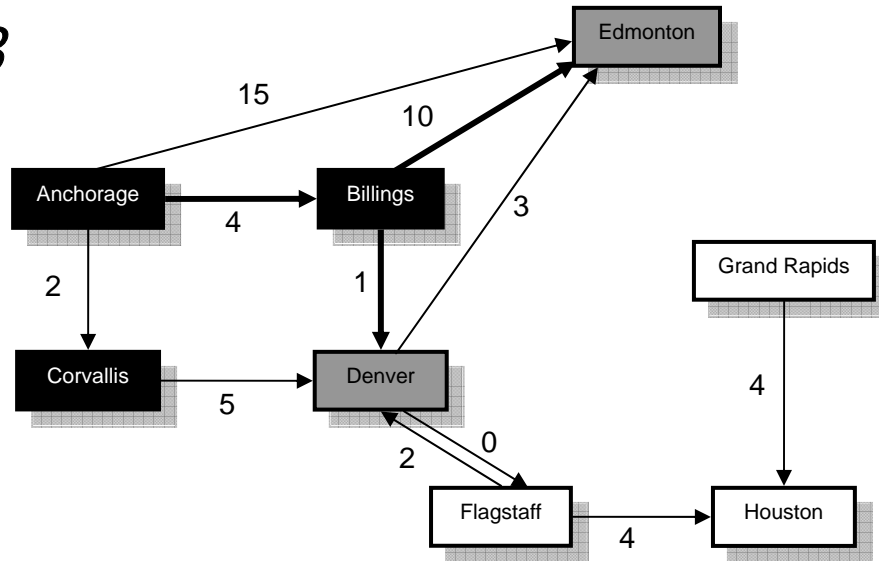 3
Edmonton
15
10
Anchorage
4
Billings
3
2
1
Grand Rapids
Corvallis
5
Denver
4
0
2
Flagstaff
4
Houston